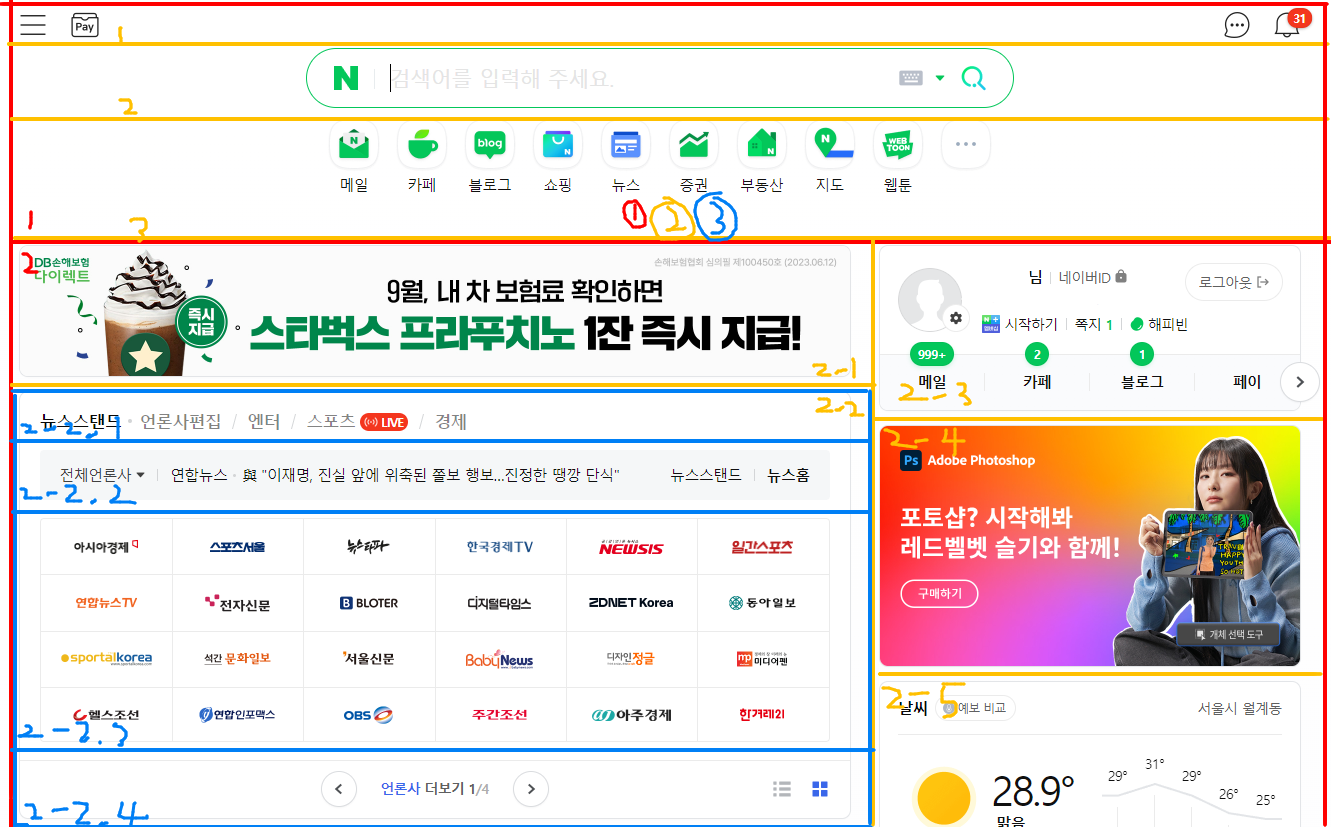 Pay
31
1
N 검색어를 입력해 주세요.
2
N blog N N N WEB TOON
메일 카페 블로그 쇼핑 뉴스 증권 부동산 지도 웹툰
1 3 ① ② ③
2
DB손해보험
다이렉트
손해보험협회 심의필 제100450호 (2023.06.12)
즉시
지급
9월, 내 차 보험료 확인하면
스타벅스 프라푸치노 1잔 즉시 지급!
2-1
님 네이버ID 로그아웃
시작하기 쪽지 1 해피빈
999+ 2 1
메일 카페 블로그 페이
2-3
2-2
뉴스스탠드 · 언론사편집 / 엔터 / 스포츠 LIVE / 경제
2-2.1
전체언론사 연합뉴스 · 與 "이재명, 진실 앞에 위축된 쫄보 행보…진정한 땡깡 단식" 뉴스스탠드 뉴스홈
2-2.2
아시아경제 스포츠서울 뉴스타파 한국경제TV NEWSIS 일간스포츠
연합뉴스TV 전자신문 BLOTER 디지털타임스 ZDNET Korea 동아일보
sportalkorea 석간 문화일보 서울신문 Baby News 디자인정글 미디어펜
헬스조선 연합인포맥스 OBS 주간조선 아주경제 한겨레21
2-2.3
언론사 더보기 1/4
2-2.4
2-4
Ps Adobe Photoshop
포토샵? 시작해봐
레드벨벳 슬기와 함께!
구매하기
TRAVEL
HAPPY
YOUTH
개체 선택 도구
2-5
날씨 예보 비교 서울시 월계동
28.9°
맑음
29° 31° 29° 26° 25°